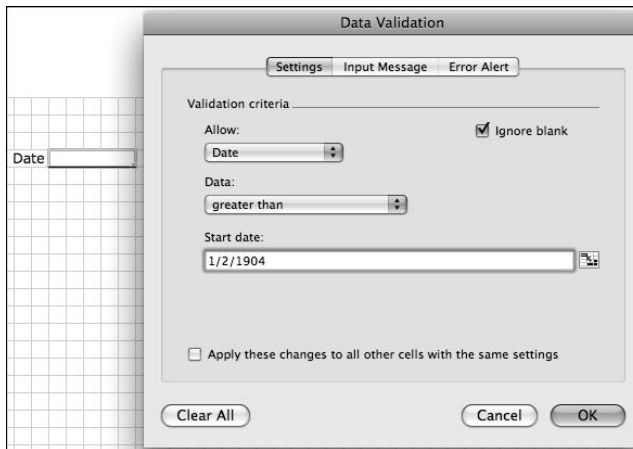 Data Validation
Settings Input Message Error Alert
Validation criteria
Allow:
Ignore blank
Date
Date
Data:
greater than
Start date:
1/2/1904
Apply these changes to all other cells with the same settings
Clear All Cancel OK